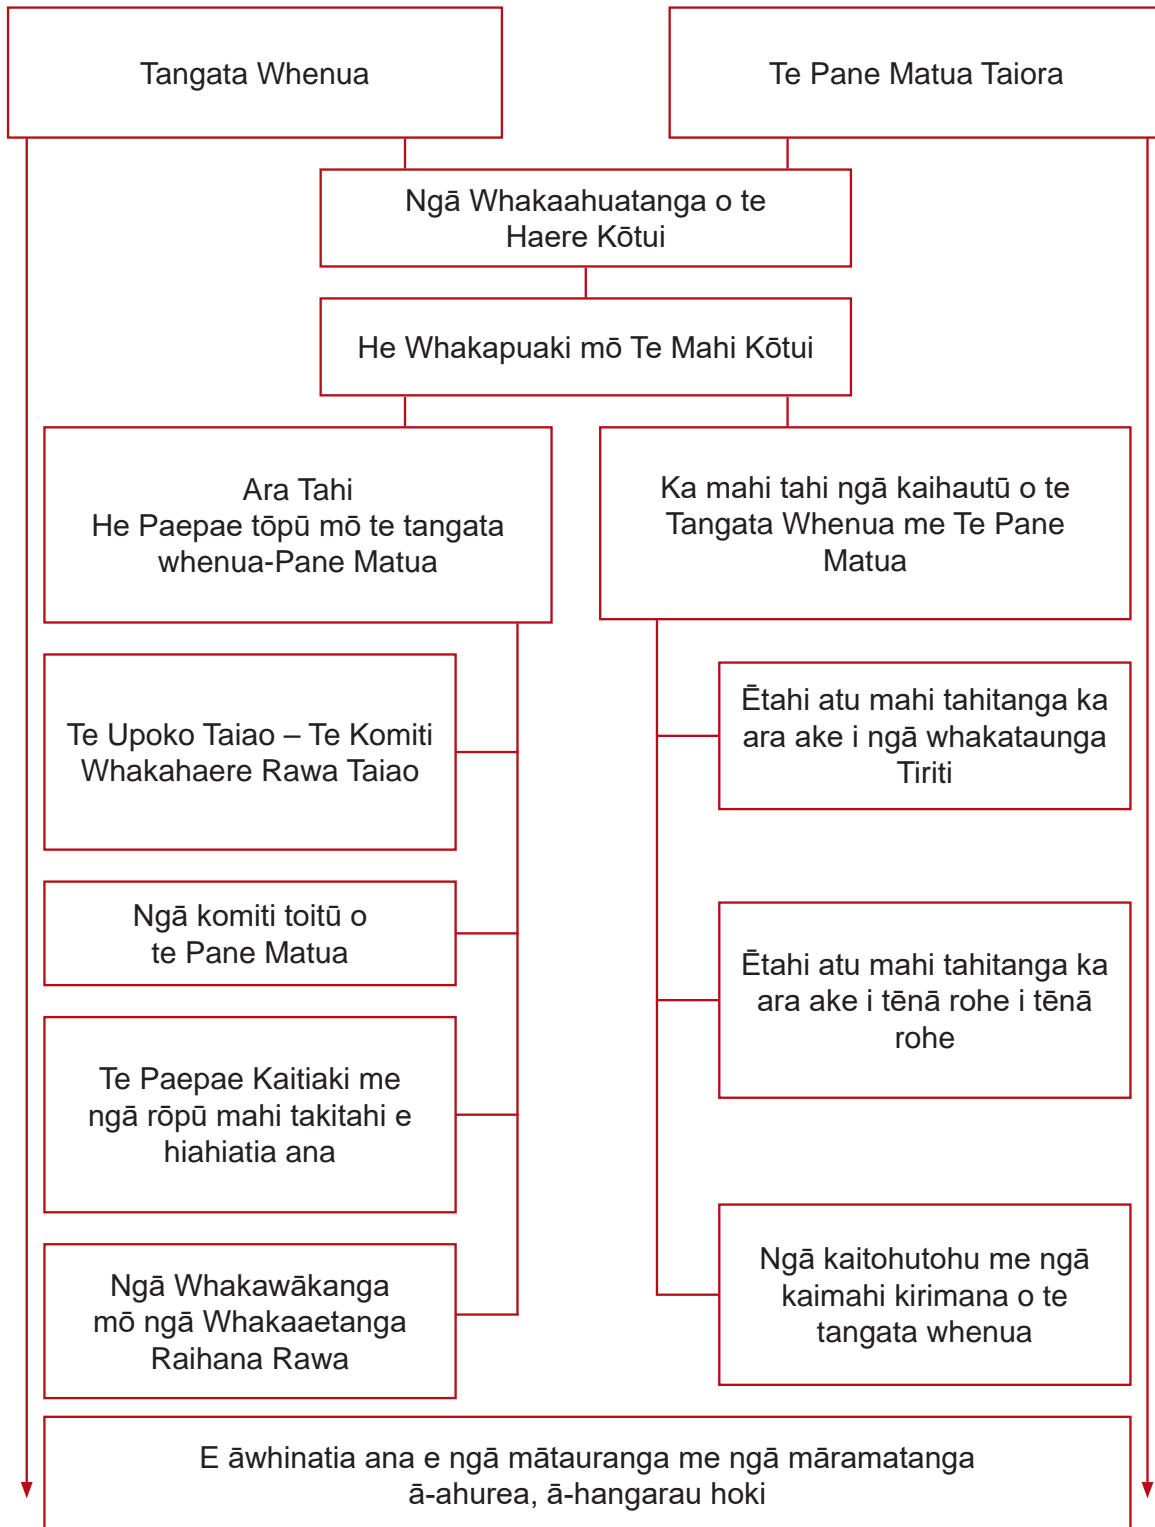 Tangata Whenua
Te Pane Matua Taiora
Ngā Whakaahuatanga o te
Haere Kōtui
He Whakapuaki mō Te Mahi Kōtui
Ara Tahi
He Paepae tōpū mō te tangata
whenua-Pane Matua
Ka mahi tahi ngā kaihautū o te
Tangata Whenua me Te Pane
Matua
Te Upoko Taiao – Te Komiti
Whakahaere Rawa Taiao
Ngā komiti toitū o
te Pane Matua
Te Paepae Kaitiaki me
ngā rōpū mahi takitahi e
hiahiatia ana
Ngā Whakawākanga
mō ngā Whakaaetanga
Raihana Rawa
Ētahi atu mahi tahitanga ka
ara ake i ngā whakataunga
Tiriti
Ētahi atu mahi tahitanga ka
ara ake i tēnā rohe i tēnā
rohe
Ngā kaitohutohu me ngā
kaimahi kirimana o te
tangata whenua
E āwhinatia ana e ngā mātauranga me ngā māramatanga
ā-ahurea, ā-hangarau hoki